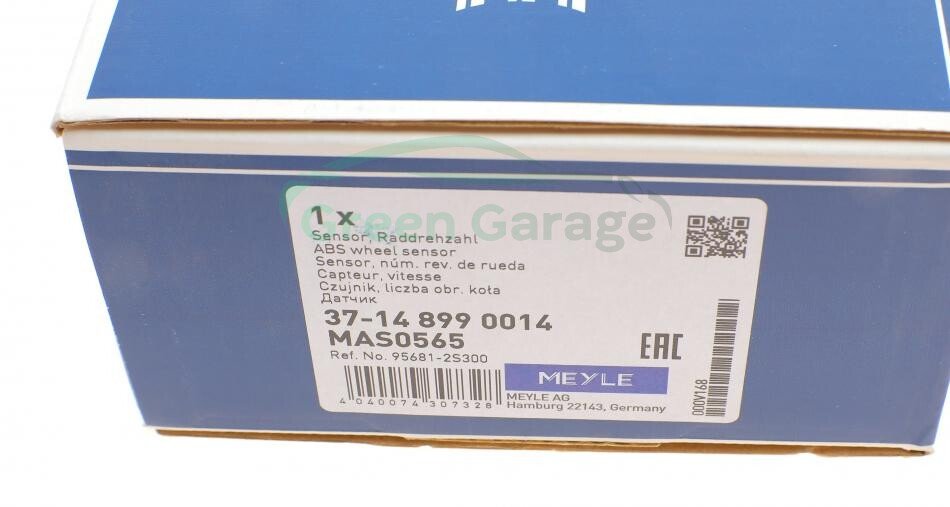 1 x
Green Garage
Sensor, Raddrehzahl
ABS wheel sensor
Sensor, núm. rev. de rueda
Capteur, vitesse
Czujnik, liczba obr. koła
Датчик
37-14 899 0014
MAS0565
Ref. No. 95681-2S300
EAC
MEYLE
MEYLE AG
Hamburg 22143, Germany
4 040074 307328
000VA168